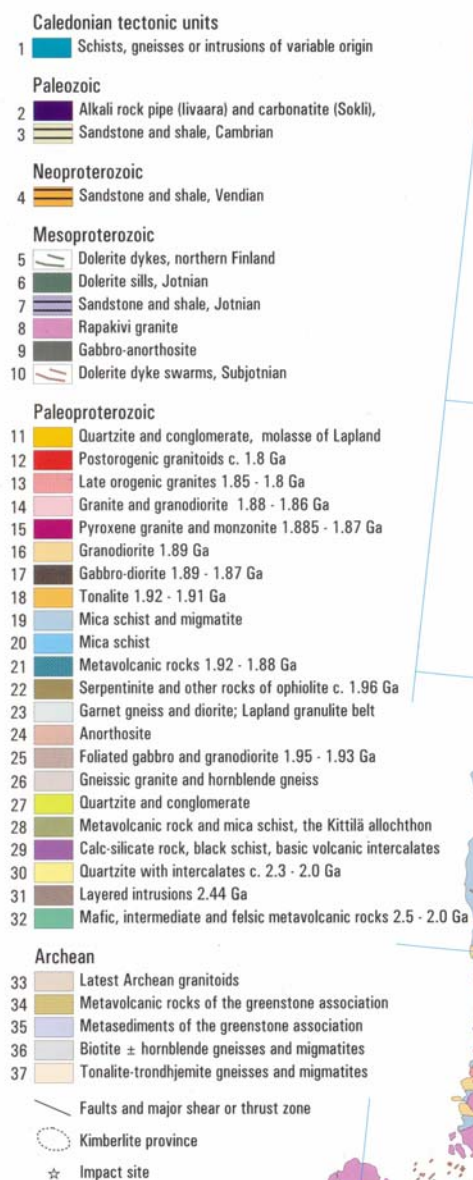 Caledonian tectonic units
1 Schists, gneisses or intrusions of variable origin
Paleozoic
2 Alkali rock pipe (Iivaara) and carbonatite (Sokli),
3 Sandstone and shale, Cambrian
Neoproterozoic
4 Sandstone and shale, Vendian
Mesoproterozoic
5 Dolerite dykes, northern Finland
6 Dolerite sills, Jotnian
7 Sandstone and shale, Jotnian
8 Rapakivi granite
9 Gabbro-anorthosite
10 Dolerite dyke swarms, Subjotnian
Paleoproterozoic
11 Quartzite and conglomerate, molasse of Lapland
12 Postorogenic granitoids c. 1.8 Ga
13 Late orogenic granites 1.85 - 1.8 Ga
14 Granite and granodiorite 1.88 - 1.86 Ga
15 Pyroxene granite and monzonite 1.885 - 1.87 Ga
16 Granodiorite 1.89 Ga
17 Gabbro-diorite 1.89 - 1.87 Ga
18 Tonalite 1.92 - 1.91 Ga
19 Mica schist and migmatite
20 Mica schist
21 Metavolcanic rocks 1.92 - 1.88 Ga
22 Serpentinite and other rocks of ophiolite c. 1.96 Ga
23 Garnet gneiss and diorite; Lapland granulite belt
24 Anorthosite
25 Foliated gabbro and granodiorite 1.95 - 1.93 Ga
26 Gneissic granite and hornblende gneiss
27 Quartzite and conglomerate
28 Metavolcanic rock and mica schist, the Kittilä allochthon
29 Calc-silicate rock, black schist, basic volcanic intercalates
30 Quartzite with intercalates c. 2.3 - 2.0 Ga
31 Layered intrusions 2.44 Ga
32 Mafic, intermediate and felsic metavolcanic rocks 2.5 - 2.0 Ga
Archean
33 Latest Archean granitoids
34 Metavolcanic rocks of the greenstone association
35 Metasediments of the greenstone association
36 Biotite ± hornblende gneisses and migmatites
37 Tonalite-trondhjemite gneisses and migmatites
Faults and major shear or thrust zone
Kimberlite province
Impact site